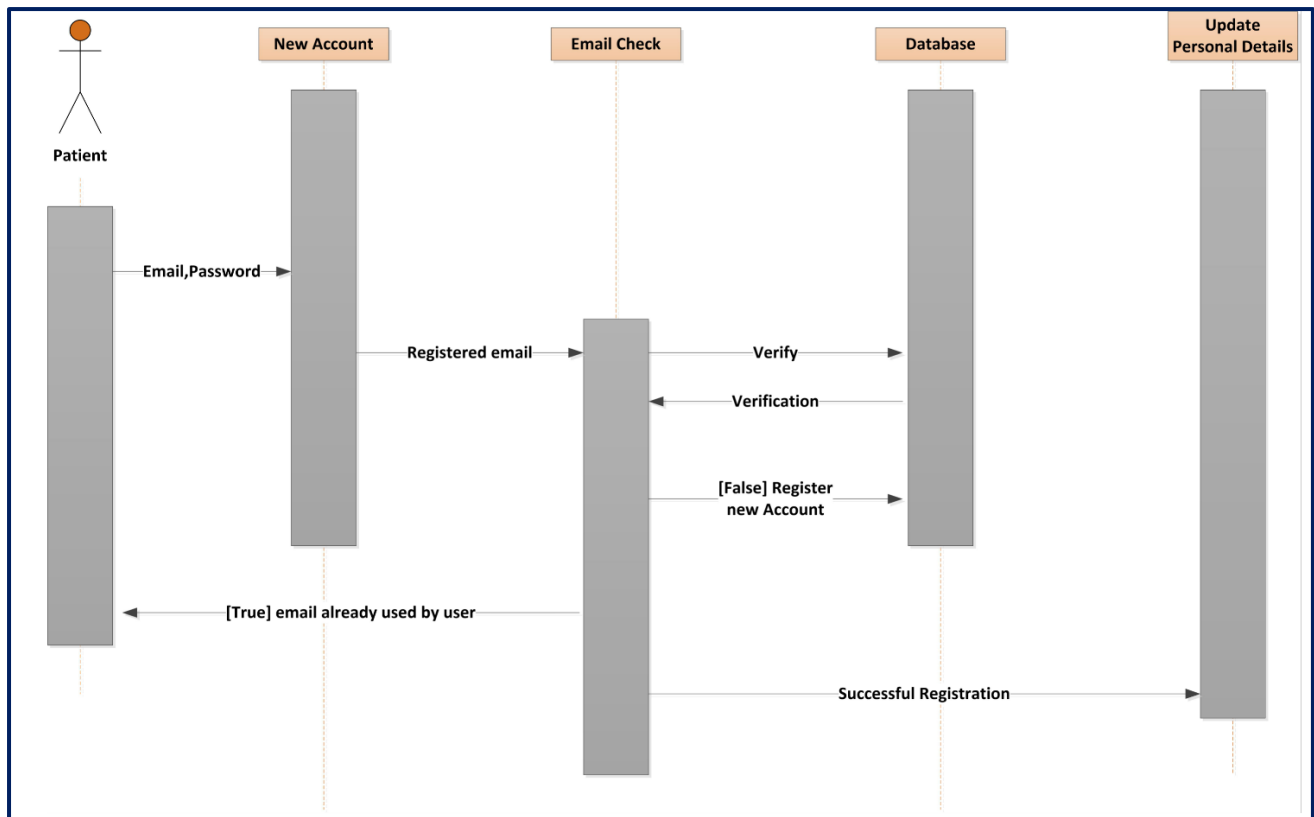 New Account
Email Check
Database
Update
Personal Details
Patient
Email,Password
Registered email
Verify
Verification
[False] Register
new Account
[True] email already used by user
Successful Registration